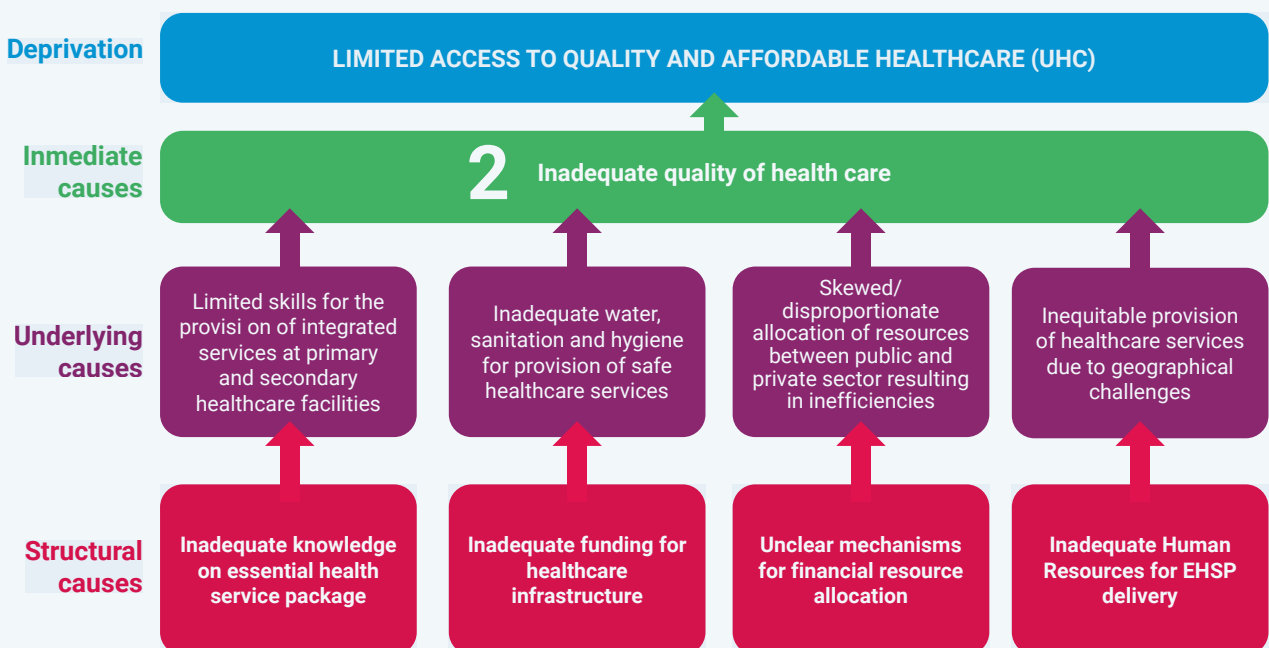 Deprivation
LIMITED ACCESS TO QUALITY AND AFFORDABLE HEALTHCARE (UHC)
Inmediate
causes
2
Inadequate quality of health care
Underlying
causes
Limited skills for the
provisi on of integrated
services at primary
and secondary
healthcare facilities
Inadequate water,
sanitation and hygiene
for provision of safe
healthcare services
Skewed/
disproportionate
allocation of resources
between public and
private sector resulting
in inefficiencies
Inequitable provision
of healthcare services
due to geographical
challenges
Structural
causes
Inadequate knowledge
on essential health
service package
Inadequate funding for
healthcare
infrastructure
Unclear mechanisms
for financial resource
allocation
Inadequate Human
Resources for EHSP
delivery